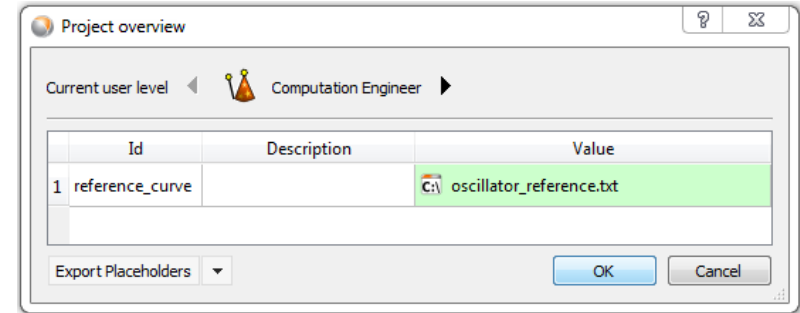 Project overview
Current user level Computation Engineer
Id Description Value
1 reference_curve C:\ oscillator_reference.txt
Export Placeholders OK Cancel